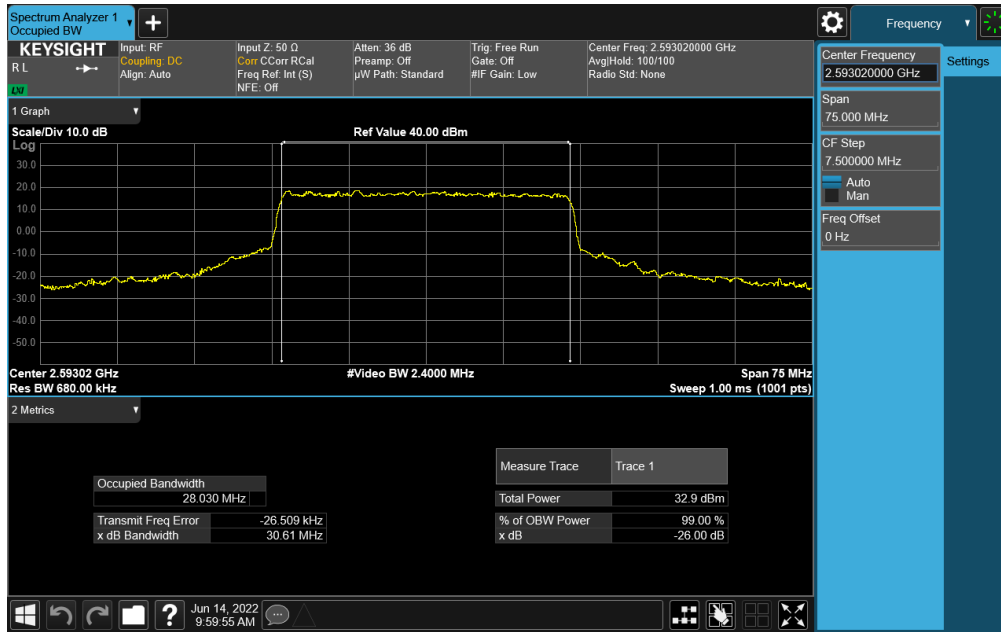 Spectrum Analyzer 1
Occupied BW
Frequency
KEYSIGHT
R L
LXI
Input: RF
Coupling: DC
Align: Auto
Input Z: 50 Ω
Corr CCorr RCal
Freq Ref: Int (S)
NFE: Off
Atten: 36 dB
Preamp: Off
µW Path: Standard
Trig: Free Run
Gate: Off
#IF Gain: Low
Center Freq: 2.593020000 GHz
Avg|Hold: 100/100
Radio Std: None
Center Frequency
2.593020000 GHz
Settings
Span
75.000 MHz
CF Step
7.500000 MHz
Auto
Man
Freq Offset
0 Hz
1 Graph
Scale/Div 10.0 dB
Ref Value 40.00 dBm
Log
30.0
20.0
10.0
0.00
-10.0
-20.0
-30.0
-40.0
-50.0
Center 2.59302 GHz
#Video BW 2.4000 MHz
Span 75 MHz
Res BW 680.00 kHz
Sweep 1.00 ms (1001 pts)
2 Metrics
Measure Trace
Trace 1
Occupied Bandwidth
28.030 MHz
Total Power
32.9 dBm
Transmit Freq Error
-26.509 kHz
% of OBW Power
99.00 %
x dB Bandwidth
30.61 MHz
x dB
-26.00 dB
?
Jun 14, 2022
9:59:55 AM